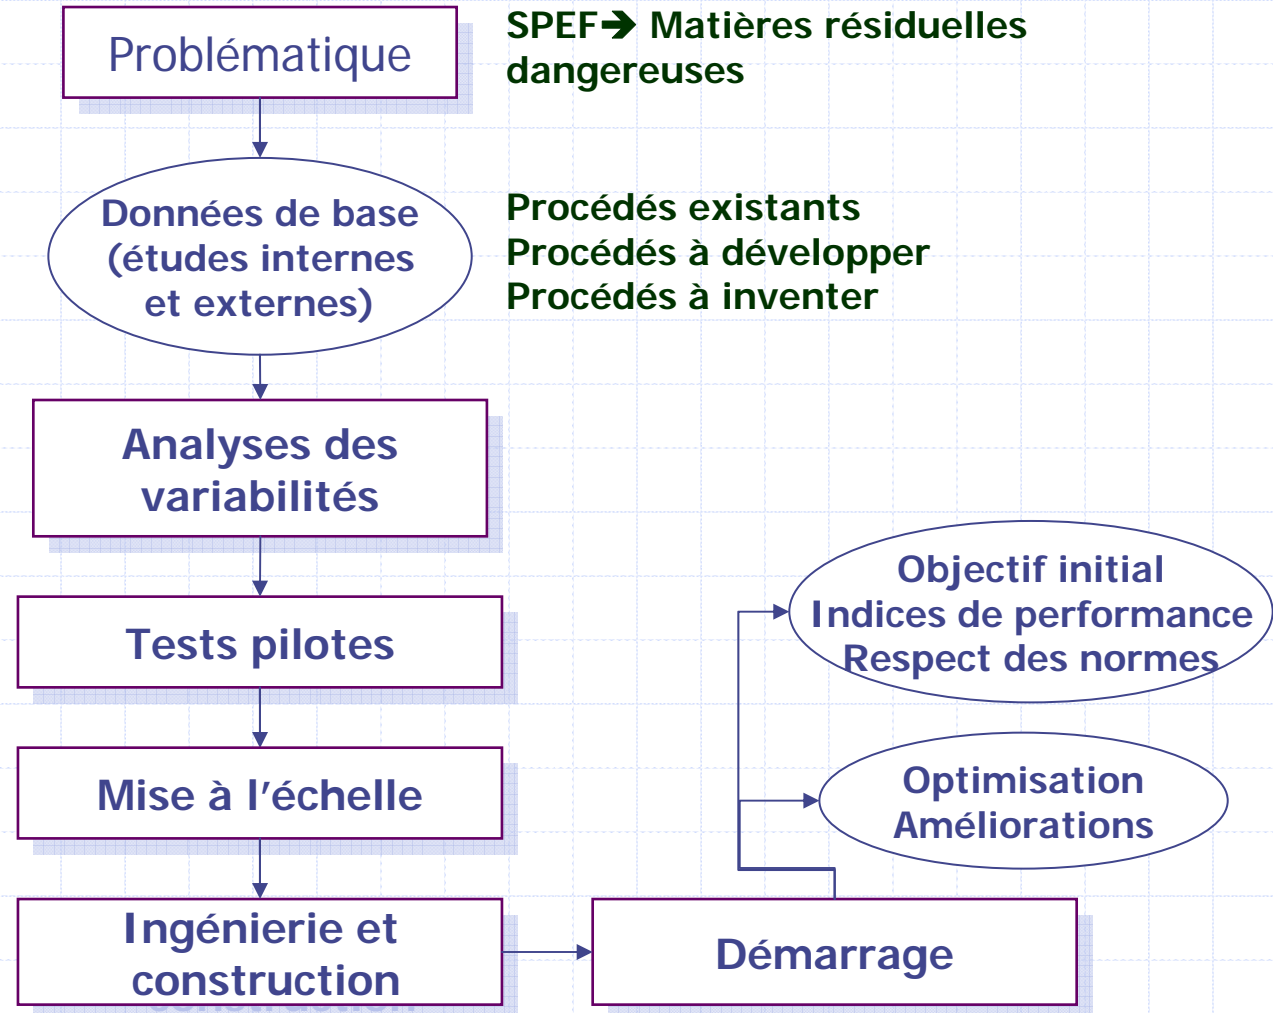 Problématique
SPEF➔ Matières résiduelles
dangereuses
Données de base
(études internes
et externes)
Procédés existants
Procédés à développer
Procédés à inventer
Analyses des
variabilités
Tests pilotes
Mise à l’échelle
Ingénierie et
construction
Démarrage
Objectif initial
Indices de performance
Respect des normes
Optimisation
Améliorations